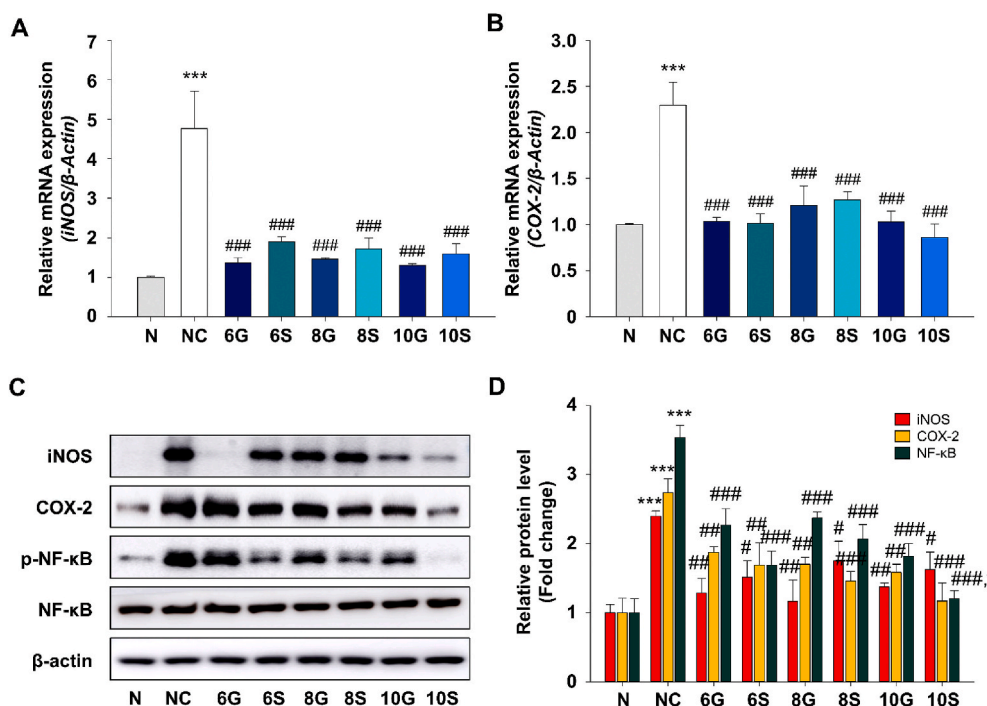 A
Relative mRNA expression
(iNOS/β-Actin)
7
6
5
4
3
2
1
0
***
###
###
###
###
###
###
N NC 6G 6S 8G 8S 10G 10S
B
Relative mRNA expression
(COX-2/β-Actin)
3.0
2.5
2.0
1.5
1.0
0.5
0.0
***
###
###
###
###
###
###
N NC 6G 6S 8G 8S 10G 10S
C
iNOS
COX-2
p-NF-κB
NF-κB
β-actin
N NC 6G 6S 8G 8S 10G 10S
D
Relative protein level
(Fold change)
4
3
2
1
0
iNOS
COX-2
NF-κB
***
***
***
##
##
###
#
##
###
##
##
###
#
###
###
##
##
###
#
###
###,
N NC 6G 6S 8G 8S 10G 10S